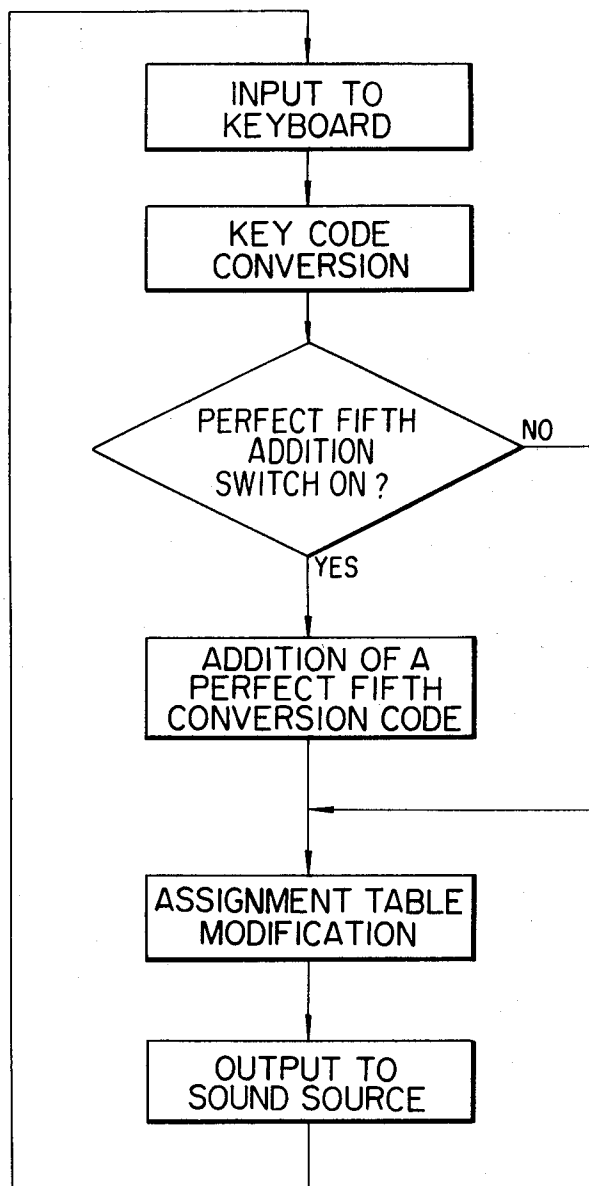 INPUT TO
KEYBOARD
KEY CODE
CONVERSION
PERFECT FIFTH
ADDITION
SWITCH ON ?
NO
YES
ADDITION OF A
PERFECT FIFTH
CONVERSION CODE
ASSIGNMENT TABLE
MODIFICATION
OUTPUT TO
SOUND SOURCE